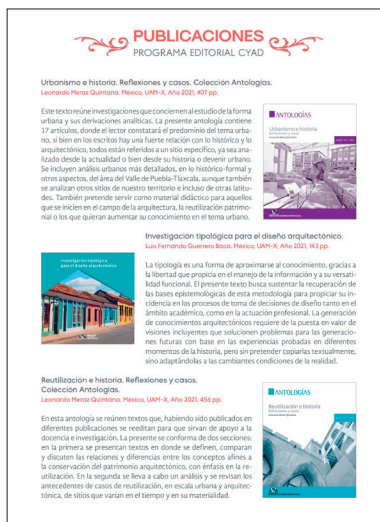 PUBLICACIONES
PROGRAMA EDITORIAL CYAD
Urbanismo e historia. Reflexiones y casos. Colección Antologías.
Leonardo Meraz Quintana. México, UAM-X, Año 2021, 407 pp.
Este texto reúne investigaciones que conciernen al estudio de la forma
urbana y sus derivaciones analíticas. La presente antología contiene
17 artículos, donde el lector constatará el predominio del tema urba-
no, si bien en los escritos hay una fuerte relación con lo histórico y lo
arquitectónico, todos están referidos a un sitio específico, ya sea ana-
lizado desde la actualidad o bien desde su historia o devenir urbano.
Se incluyen análisis urbanos más detallados, en lo histórico-formal y
otros aspectos, del área del Valle de Puebla-Tlaxcala, aunque también
se analizan otros sitios de nuestro territorio e incluso de otras latitu-
des. También pretende servir como material didáctico para aquellos
que se inicien en el campo de la arquitectura, la reutilización patrimo-
nial o los que quieran aumentar su conocimiento en el tema urbano.
ANTOLOGÍAS
Urbanismo e historia
Reflexiones y casos
Investigación tipológica para el diseño arquitectónico.
Luis Fernando Guerrero Baca. México, UAM-X, Año 2021, 143 pp.
Investigación tipológica
para el diseño arquitectónico
La tipología es una forma de aproximarse al conocimiento, gracias a
la libertad que propicia en el manejo de la información y a su versati-
lidad funcional. El presente texto busca sustentar la recuperación de
las bases epistemológicas de esta metodología para propiciar su in-
cidencia en los procesos de toma de decisiones de diseño tanto en el
ámbito académico, como en la actuación profesional. La generación
de conocimientos arquitectónicos requiere de la puesta en valor de
visiones incluyentes que solucionen problemas para las generacio-
nes futuras con base en las experiencias probadas en diferentes
momentos de la historia, pero sin pretender copiarlas textualmente,
sino adaptándolas a las cambiantes condiciones de la realidad.
Reutilización e historia. Reflexiones y casos.
Colección Antologías.
Leonardo Meraz Quintana. México, UAM-X, Año 2021, 456 pp.
En esta antología se reúnen textos que, habiendo sido publicados en
diferentes publicaciones se reeditan para que sirvan de apoyo a la
docencia e investigación. La presente se conforma de dos secciones:
en la primera se presentan textos en donde se definen, comparan
y discuten las relaciones y diferencias entre los conceptos afines a
la conservación del patrimonio arquitectónico, con énfasis en la re-
utilización. En la segunda se lleva a cabo un análisis y se revisan los
antecedentes de casos de reutilización, en escala urbana y arquitec-
tónica, de sitios que varían en el tiempo y en su materialidad.
ANTOLOGÍAS
Reutilización e historia
Reflexiones y casos